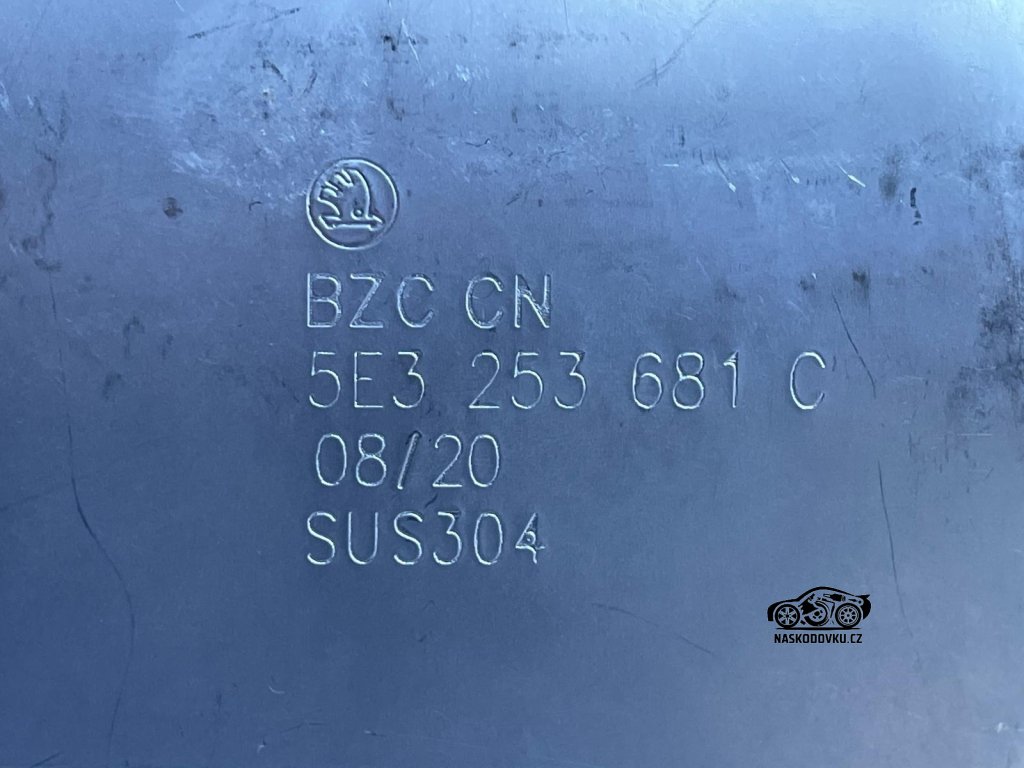 BZC CN
5E3 253 681 C
08/20
SUS304
NASKODOVKU.CZ